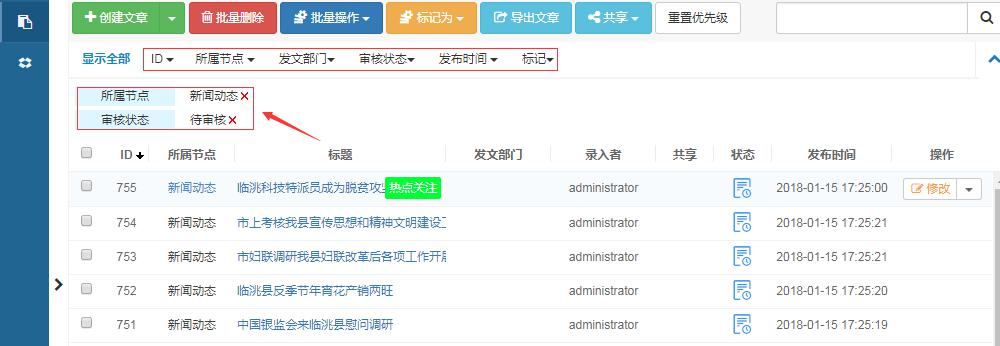 创建文章 批量删除 批量操作 标记为 导出文章 共享 重置优先级
显示全部 ID 所属节点 发文部门 审核状态 发布时间 标记
所属节点 新闻动态
审核状态 待审核
ID 所属节点 标题 发文部门 录入者 共享 状态 发布时间 操作
755 新闻动态 临洮科技特派员成为脱贫攻 热点关注 administrator 2018-01-15 17:25:00 修改
754 新闻动态 市上考核我县宣传思想和精神文明建设工 administrator 2018-01-15 17:25:21
753 新闻动态 市妇联调研我县妇联改革后各项工作开展 administrator 2018-01-15 17:25:21
752 新闻动态 临洮县反季节年宵花产销两旺 administrator 2018-01-15 17:25:20
751 新闻动态 中国银监会来临洮县慰问调研 administrator 2018-01-15 17:25:19